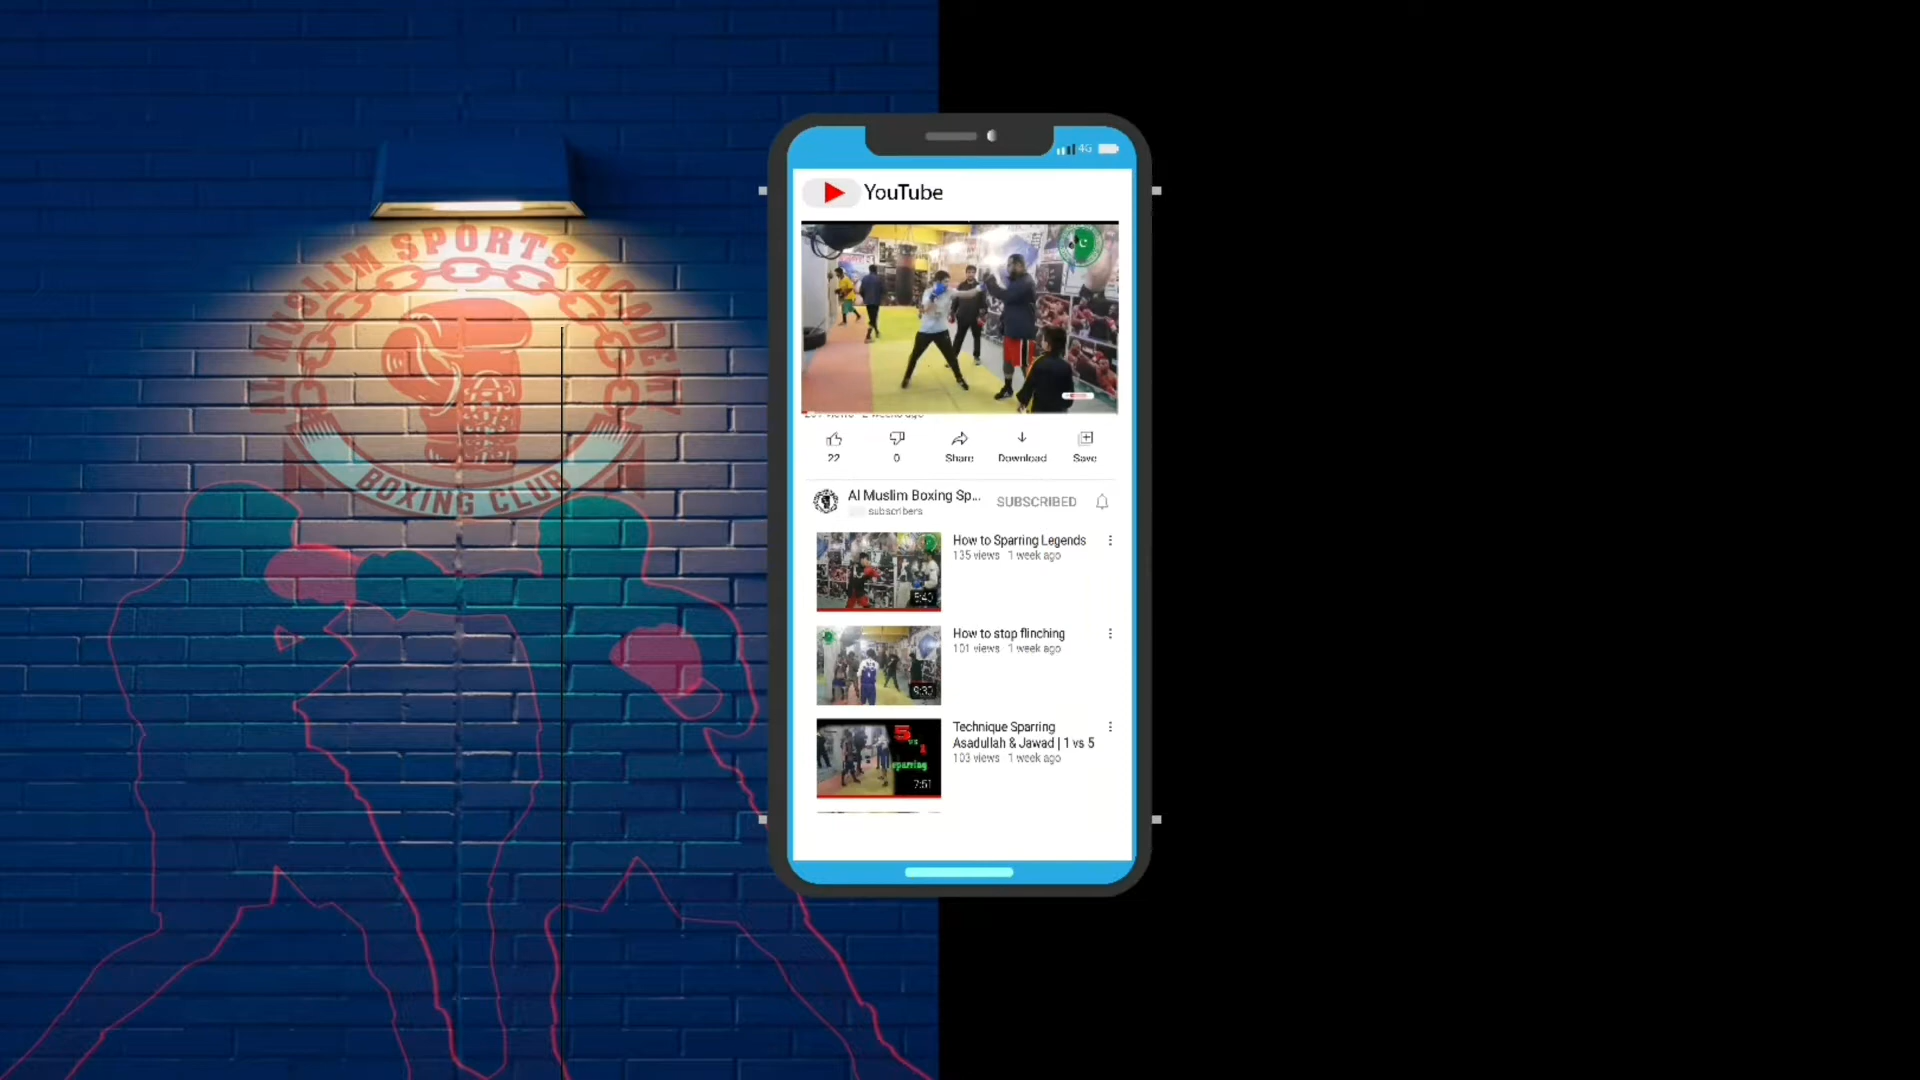 AL MUSLIM SPORTS ACADEMY
BOXING CLUB
4G
YouTube
22
0
Share
Download
Save
Al Muslim Boxing Sp...
SUBSCRIBED
subscribers
How to Sparring Legends
135 views 1 week ago
5:40
How to stop flinching
101 views 1 week ago
9:30
Technique Sparring
Asadullah & Jawad | 1 vs 5
103 views 1 week ago
5
vs
1
sparring
7:51